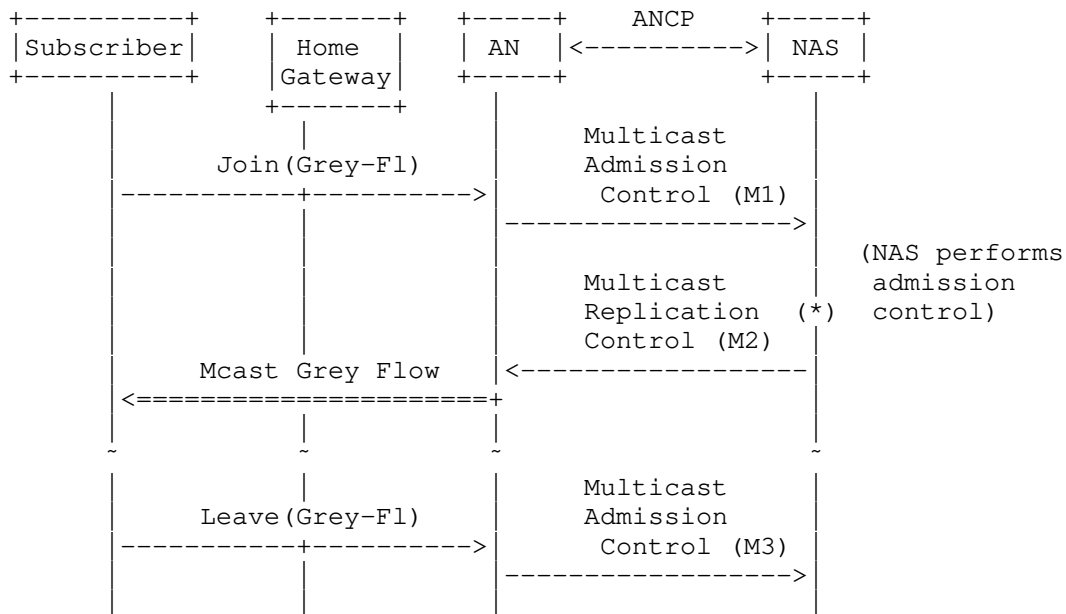 ANCP
Subscriber Home AN NAS
Gateway
Multicast
Join(Grey-Fl) Admission
Control (M1)
(NAS performs
Multicast admission
Replication (*) control)
Control (M2)
Mcast Grey Flow
Multicast
Leave(Grey-Fl) Admission
Control (M3)